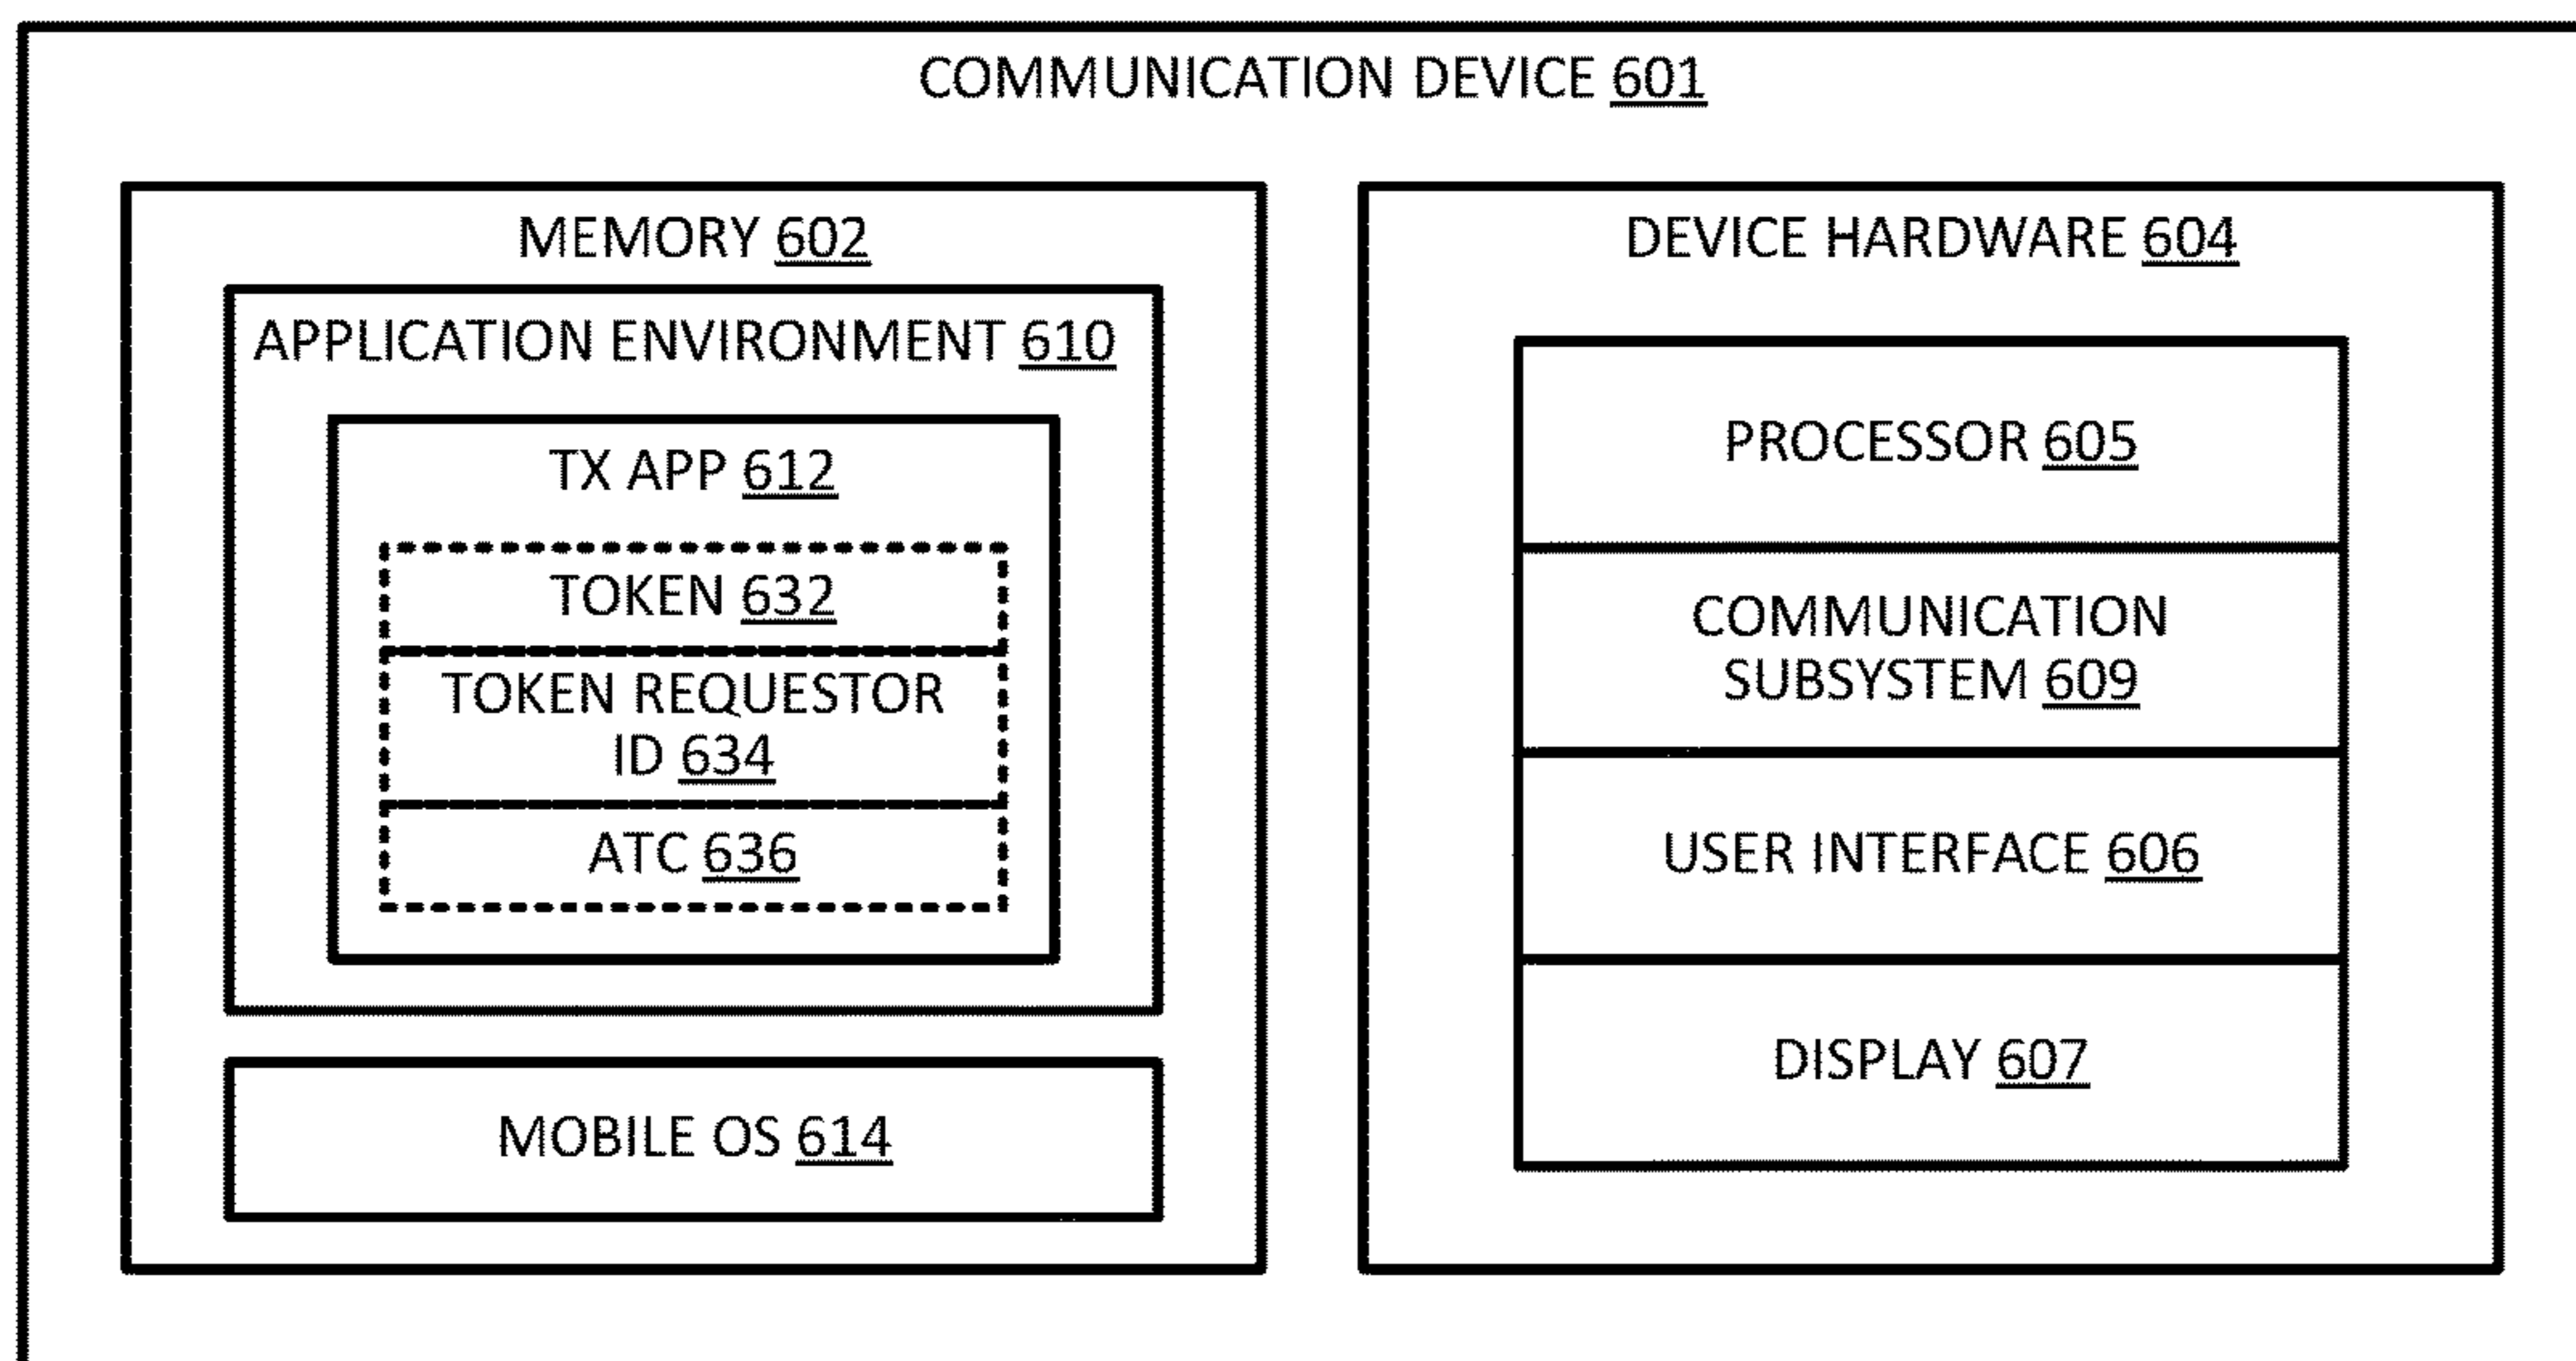 COMMUNICATION DEVICE 601
MEMORY 602
APPLICATION ENVIRONMENT 610
TX APP 612
TOKEN 632
TOKEN REQUESTOR
ID 634
ATC 636
MOBILE OS 614
DEVICE HARDWARE 604
PROCESSOR 605
COMMUNICATION
SUBSYSTEM 609
USER INTERFACE 606
DISPLAY 607